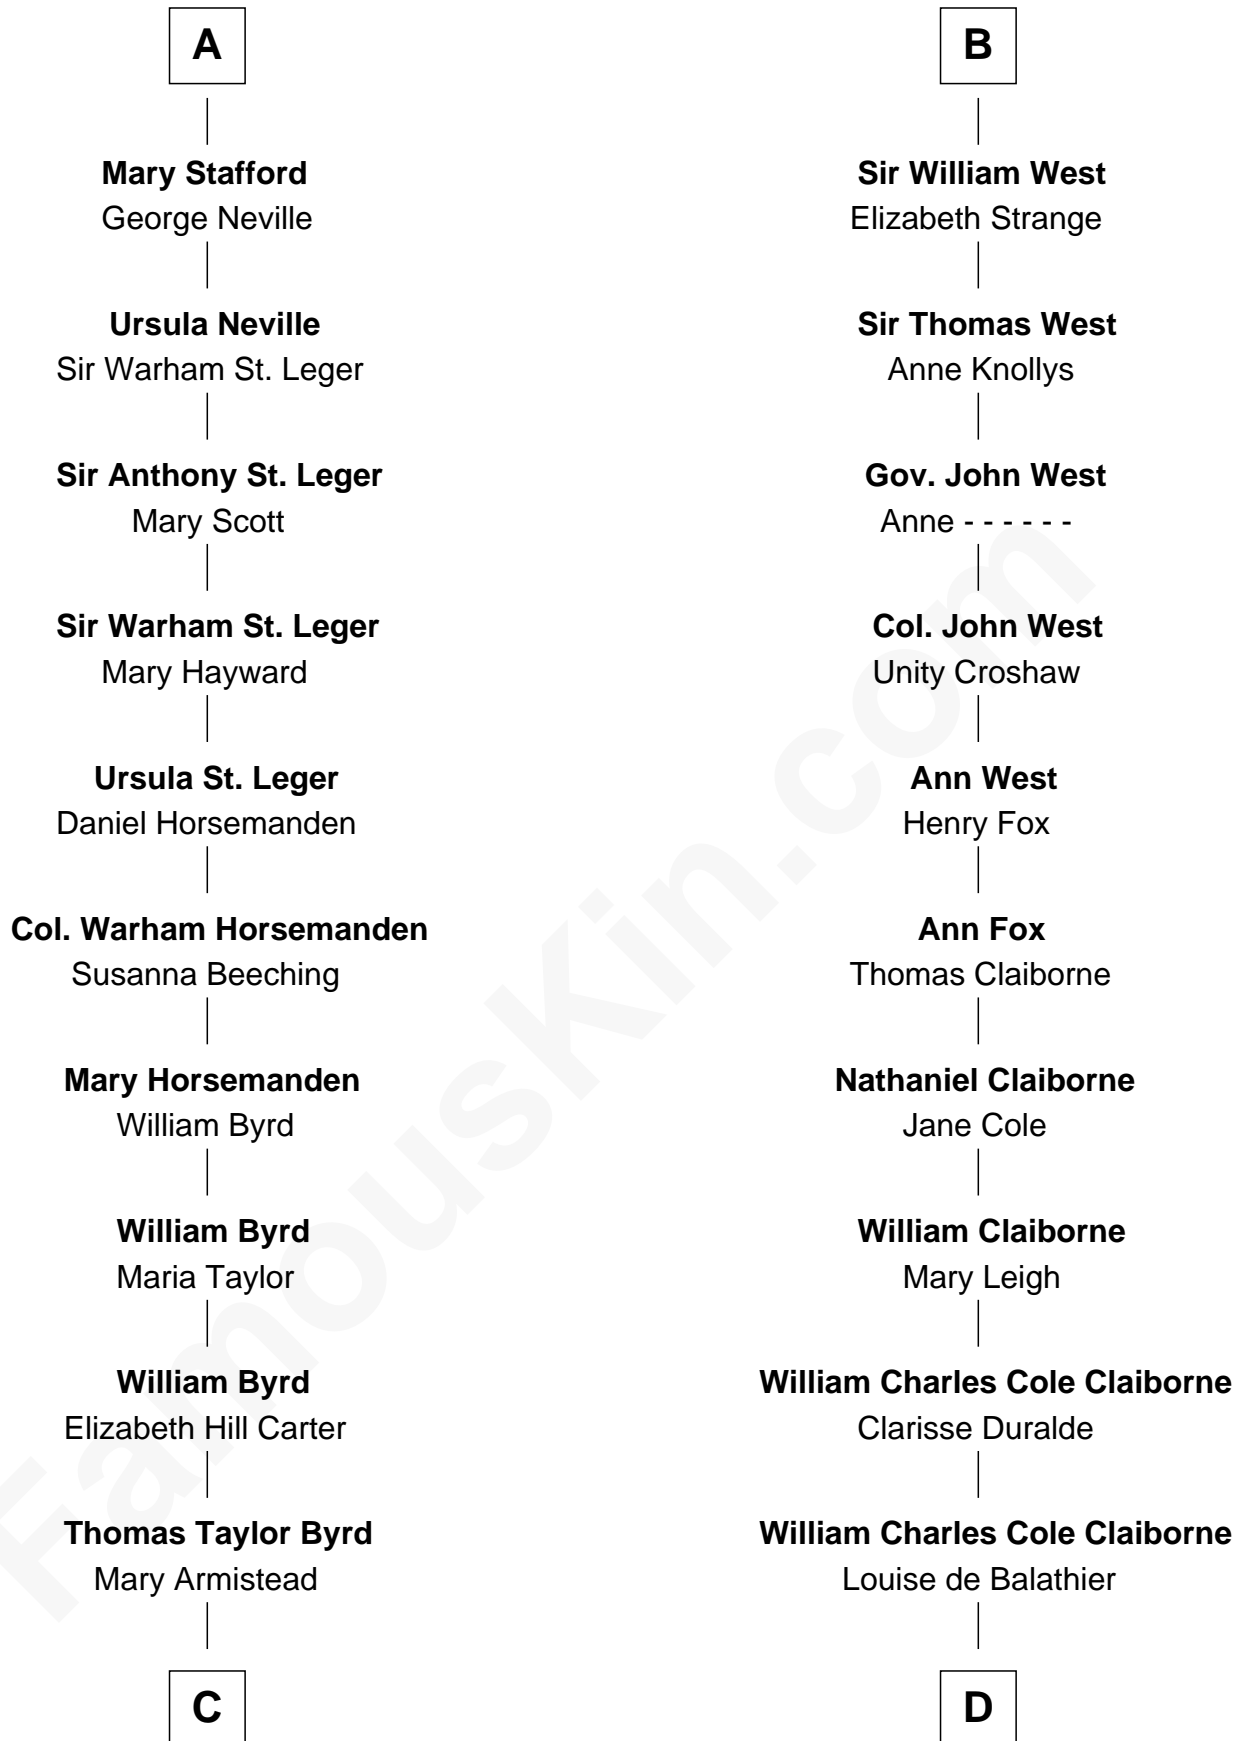 A
Mary Stafford
George Neville
Ursula Neville
Sir Warham St. Leger
Sir Anthony St. Leger
Mary Scott
Sir Warham St. Leger
Mary Hayward
Ursula St. Leger
Daniel Horsemanden
Col. Warham Horsemanden
Susanna Beeching
Mary Horsemanden
William Byrd
William Byrd
Maria Taylor
William Byrd
Elizabeth Hill Carter
Thomas Taylor Byrd
Mary Armistead
C
B
Sir William West
Elizabeth Strange
Sir Thomas West
Anne Knollys
Gov. John West
Anne - - - - - -
Col. John West
Unity Croshaw
Ann West
Henry Fox
Ann Fox
Thomas Claiborne
Nathaniel Claiborne
Jane Cole
William Claiborne
Mary Leigh
William Charles Cole Claiborne
Clarisse Duralde
William Charles Cole Claiborne
Louise de Balathier
D
FamousKin.com